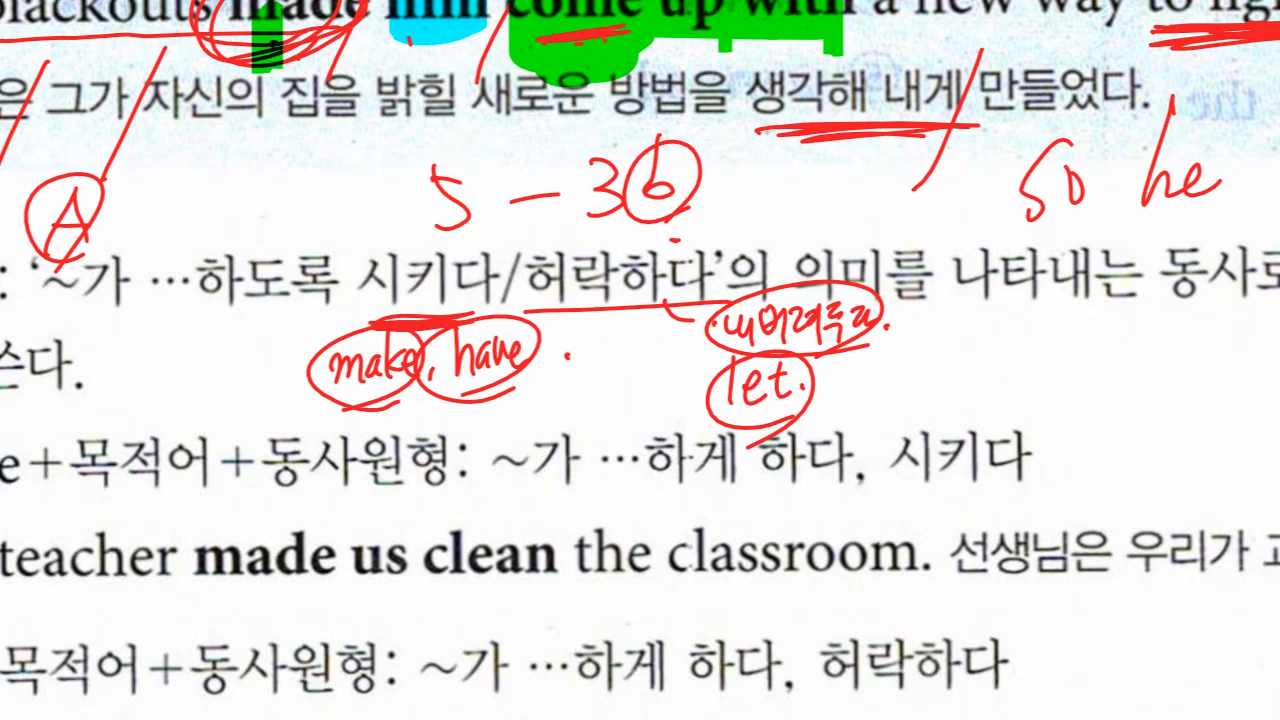 blackouts made him come up with a new way to
은 그가 자신의 집을 밝힐 새로운 방법을 생각해 내게 만들었다.
the
A 5 - 3b so he
: '~가 …하도록 시키다/허락하다'의 의미를 나타내는 동사로
내버려두다.
쓴다. make, have.
let.
e+목적어+동사원형: ~가 …하게 하다, 시키다
teacher made us clean the classroom. 선생님은 우리가
목적어+동사원형: ~가 …하게 하다, 허락하다